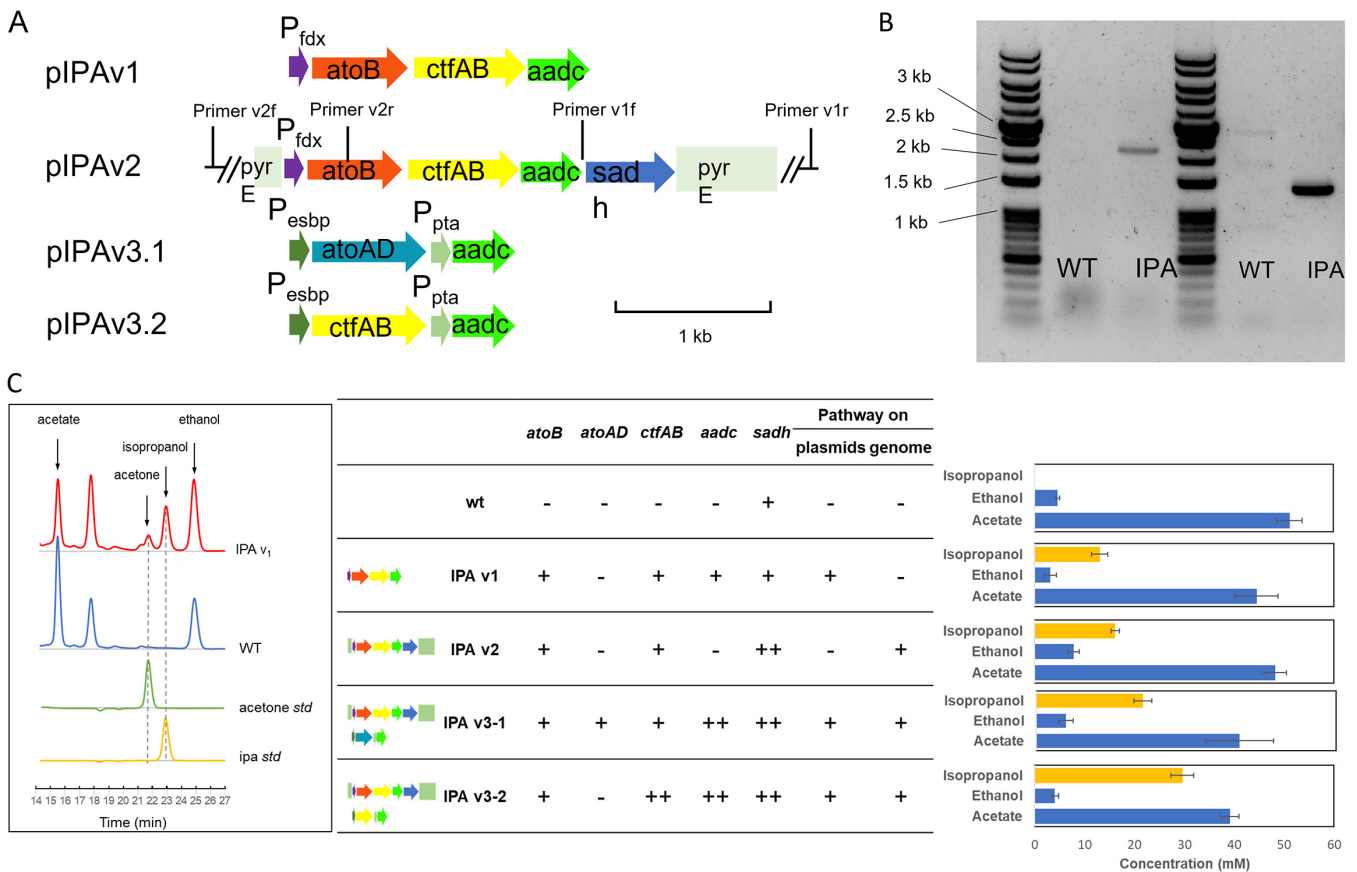 A
pIPAv1
P fdx
atoB
ctfAB
aadc
Primer v2f
Primer v2r
Primer v1f
Primer v1r
pIPAv2
pyr
E
P fdx
atoB
ctfAB
aadc
sad
h
pyr
E
pIPAv3.1
P esbp
atoAD
P pta
aadc
pIPAv3.2
P esbp
ctfAB
P pta
aadc
1 kb
B
3 kb
2.5 kb
2 kb
1.5 kb
1 kb
WT
IPA
WT
IPA
C
acetate
ethanol
isopropanol
acetone
IPA v1
WT
acetone std
ipa std
14 15 16 17 18 19 20 21 22 23 24 25 26 27
Time (min)
Pathway on
atoB atoAD ctfAB aadc sadh plasmids genome
wt - - - - + - -
IPA v1 + - + + + + -
IPA v2 + - + - ++ - +
IPA v3-1 + + + ++ ++ + +
IPA v3-2 + - ++ ++ ++ + +
Isopropanol
Ethanol
Acetate
Isopropanol
Ethanol
Acetate
Isopropanol
Ethanol
Acetate
Isopropanol
Ethanol
Acetate
Isopropanol
Ethanol
Acetate
0 10 20 30 40 50 60
Concentration (mM)